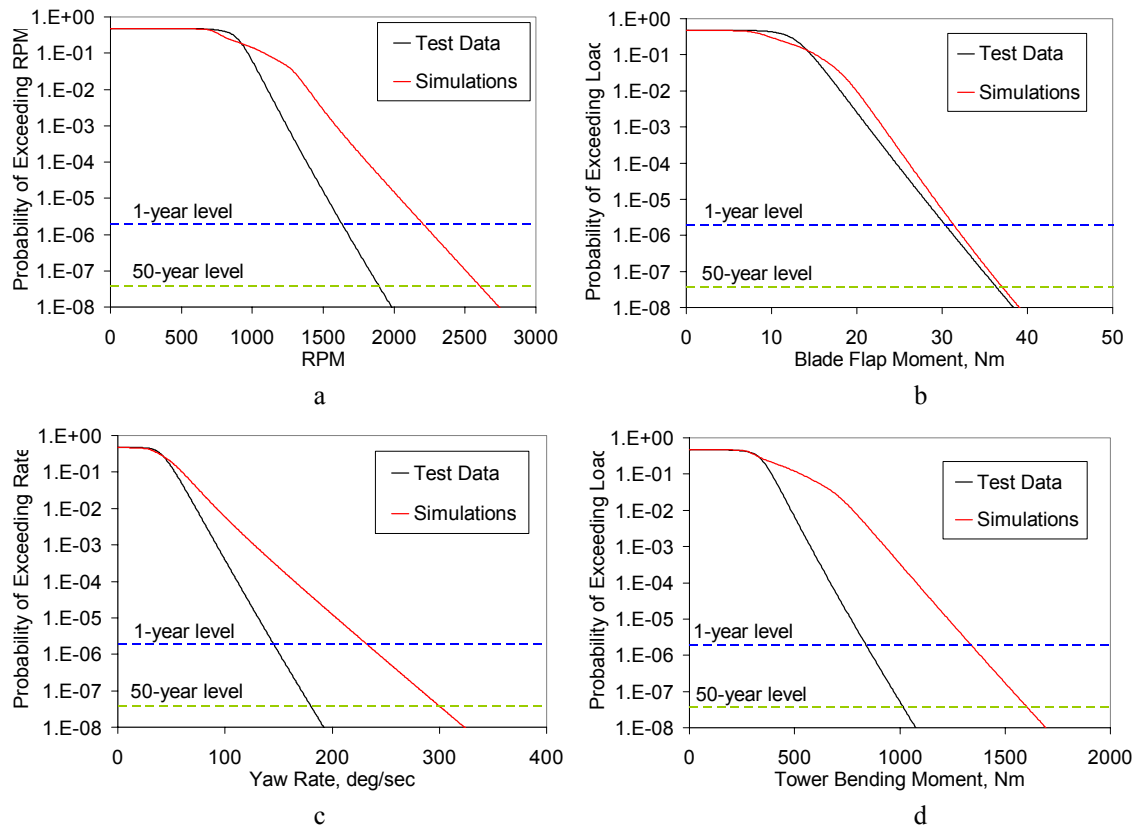 Probability of Exceeding RPM
1.E+00
1.E-01
1.E-02
1.E-03
1.E-04
1.E-05
1.E-06
1.E-07
1.E-08
Test Data
Simulations
1-year level
50-year level
0 500 1000 1500 2000 2500 3000
RPM
a
Probability of Exceeding Load
1.E+00
1.E-01
1.E-02
1.E-03
1.E-04
1.E-05
1.E-06
1.E-07
1.E-08
Test Data
Simulations
1-year level
50-year level
0 10 20 30 40 50
Blade Flap Moment, Nm
b
Probability of Exceeding Rate
1.E+00
1.E-01
1.E-02
1.E-03
1.E-04
1.E-05
1.E-06
1.E-07
1.E-08
Test Data
Simulations
1-year level
50-year level
0 100 200 300 400
Yaw Rate, deg/sec
c
Probability of Exceeding Load
1.E+00
1.E-01
1.E-02
1.E-03
1.E-04
1.E-05
1.E-06
1.E-07
1.E-08
Test Data
Simulations
1-year level
50-year level
0 500 1000 1500 2000
Tower Bending Moment, Nm
d